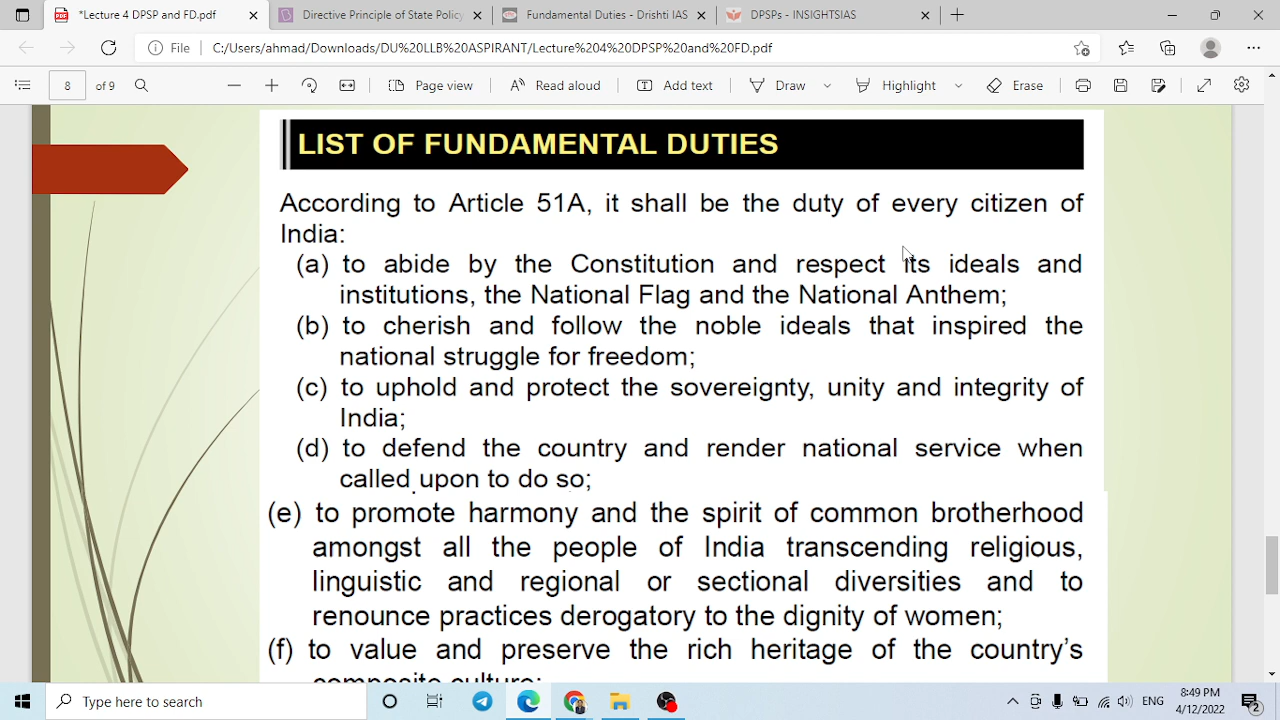 *Lecture 4 DPSP and FD.pdf
Directive Principle of State Policy
Fundamental Duties - Drishti IAS
DPSPs - INSIGHTSIAS
File
C:/Users/ahmad/Downloads/DU%20LLB%20ASPIRANT/Lecture%204%20DPSP%20and%20FD.pdf
8 of 9
Page view
Read aloud
Add text
Draw
Highlight
Erase
LIST OF FUNDAMENTAL DUTIES
According to Article 51A, it shall be the duty of every citizen of
India:
(a) to abide by the Constitution and respect its ideals and
institutions, the National Flag and the National Anthem;
(b) to cherish and follow the noble ideals that inspired the
national struggle for freedom;
(c) to uphold and protect the sovereignty, unity and integrity of
India;
(d) to defend the country and render national service when
called upon to do so;
(e) to promote harmony and the spirit of common brotherhood
amongst all the people of India transcending religious,
linguistic and regional or sectional diversities and to
renounce practices derogatory to the dignity of women;
(f) to value and preserve the rich heritage of the country's
composite culture;
Type here to search
ENG
8:49 PM
4/12/2022
2